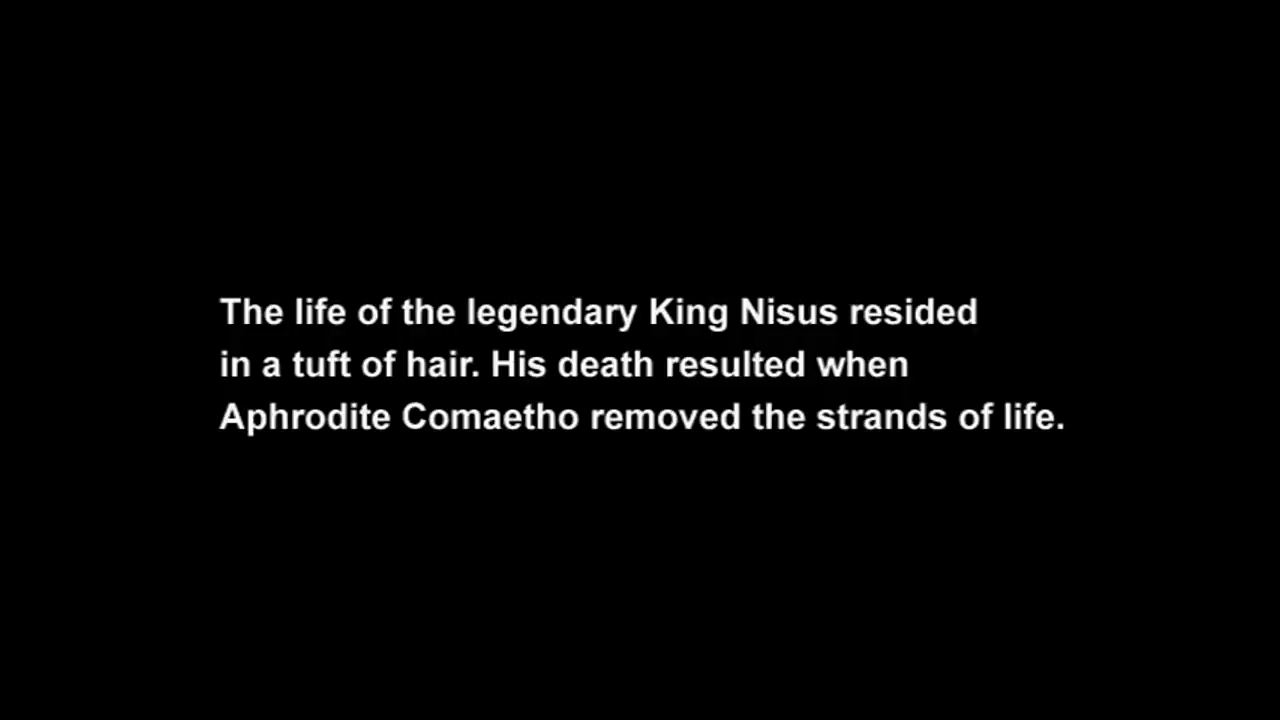 The life of the legendary King Nisus resided
in a tuft of hair. His death resulted when
Aphrodite Comaetho removed the strands of life.